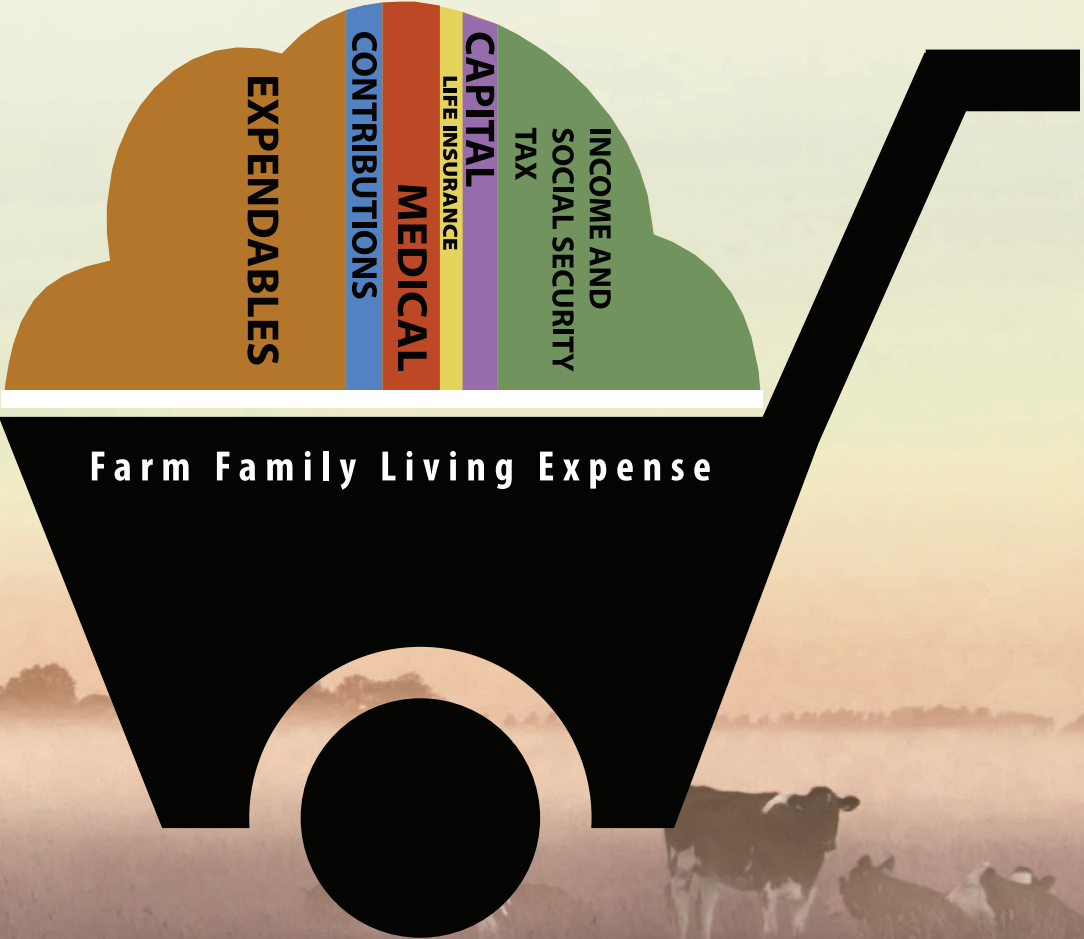 EXPENDABLES
CONTRIBUTIONS
MEDICAL
LIFE INSURANCE
CAPITAL
INCOME AND
SOCIAL SECURITY
TAX
Farm Family Living Expense